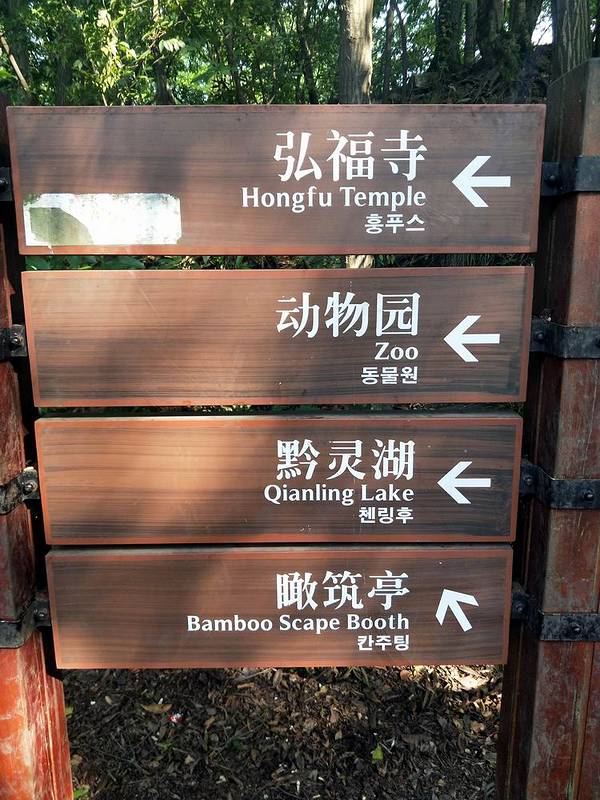 弘福寺
Hongfu Temple
홍푸스
动物园
Zoo
동물원
黔灵湖
Qianling Lake
첸링후
瞰筑亭
Bamboo Scape Booth
칸주팅